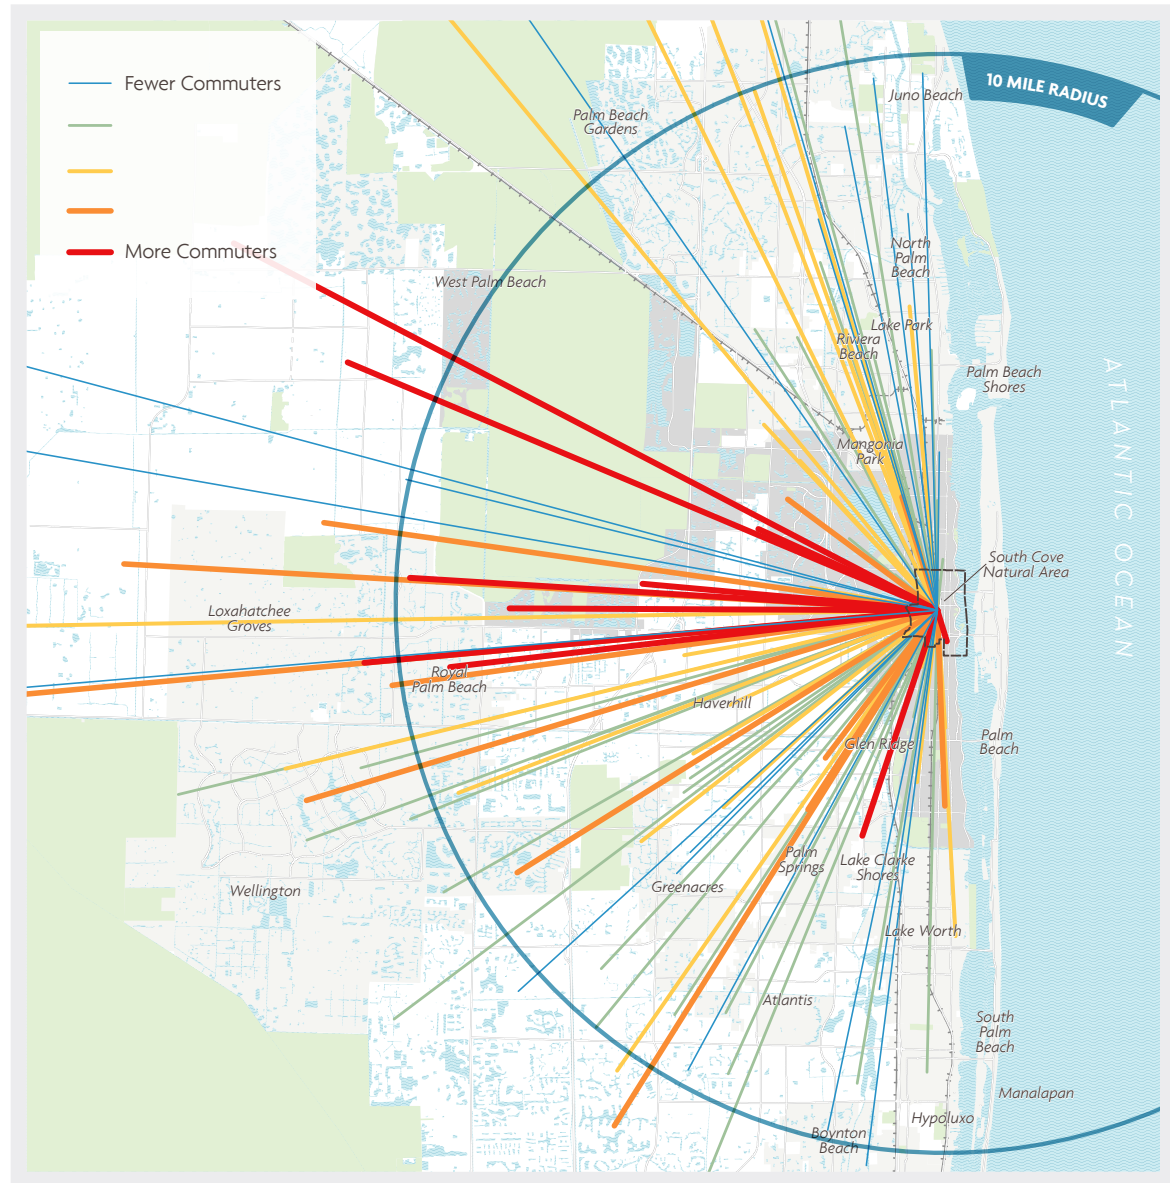 Fewer Commuters
More Commuters
10 MILE RADIUS
Juno Beach
Palm Beach
Gardens
North
Palm
Beach
West Palm Beach
Lake Park
Riviera
Beach
Palm Beach
Shores
ATLANTIC OCEAN
Mangonia
Park
South Cove
Natural Area
Loxahatchee
Groves
Royal
Palm Beach
Haverhill
Glen Ridge
Palm
Beach
Palm
Springs
Lake Clarke
Shores
Greenacres
Wellington
Lake Worth
Atlantis
South
Palm
Beach
Manalapan
Hypoluxo
Boynton
Beach